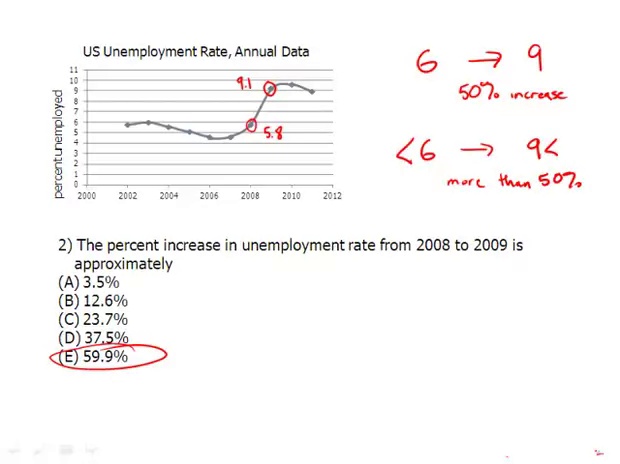 US Unemployment Rate, Annual Data
percent unemployed
11
10
9
8
7
6
5
4
3
2
1
0
2000 2002 2004 2006 2008 2010 2012
9.1
5.8
6 → 9
50% increase
<6 → 9<
more than 50%
2) The percent increase in unemployment rate from 2008 to 2009 is
approximately
(A) 3.5%
(B) 12.6%
(C) 23.7%
(D) 37.5%
(E) 59.9%